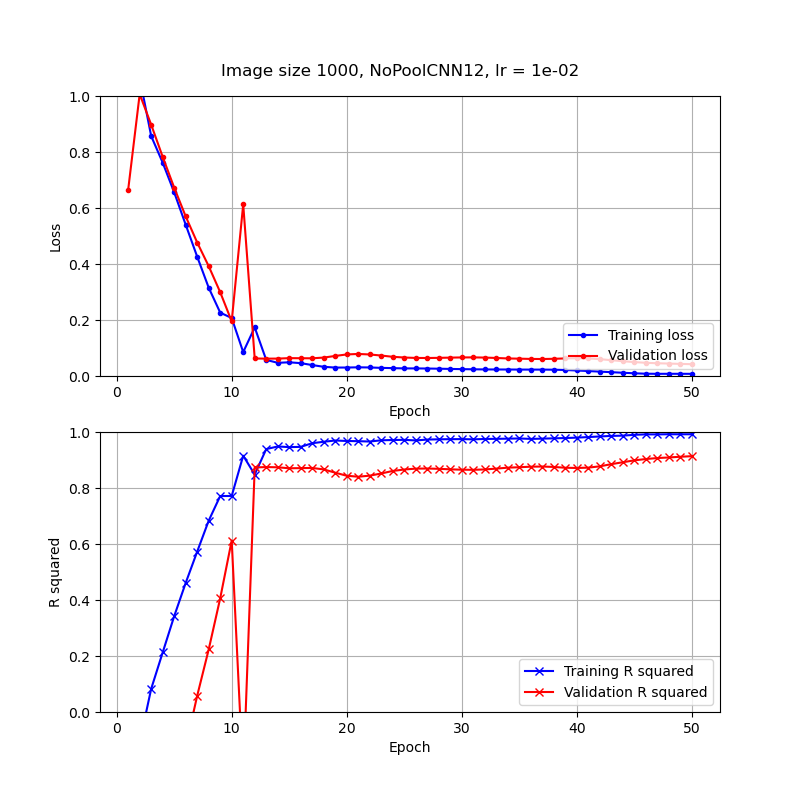 Image size 1000, NoPoolCNN12, lr = 1e-02
1.0
0.8
0.6
0.4
0.2
0.0
Loss
Training loss
Validation loss
0 10 20 30 40 50
Epoch
1.0
0.8
0.6
0.4
0.2
0.0
R squared
Training R squared
Validation R squared
0 10 20 30 40 50
Epoch